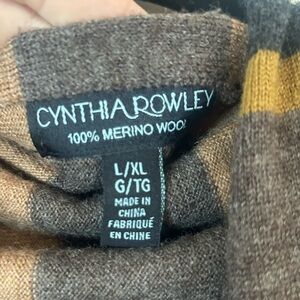 CYNTHIA ROWLEY
100% MERINO WOOL
L/XL
G/TG
MADE IN
CHINA
FABRIQUÉ
EN CHINE